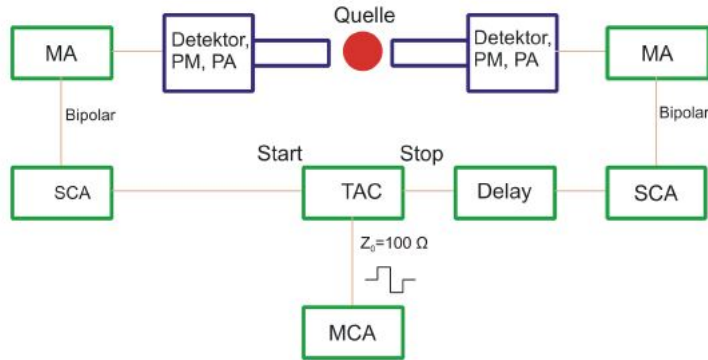 Quelle
MA
Detektor,
PM, PA
Detektor,
PM, PA
MA
Bipolar
Bipolar
Start
Stop
SCA
TAC
Delay
SCA
Z₀=100 Ω
MCA